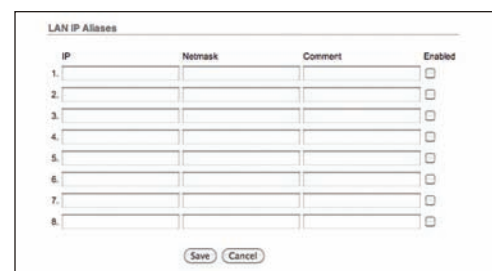 LAN IP Aliases
IP Netmask Comment Enabled
1.
2.
3.
4.
5.
6.
7.
8.
Save Cancel